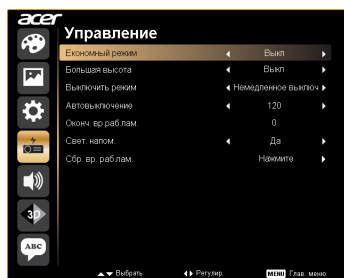 acer
Управление
Економный режим Выкл
Большая высота Выкл
Выключить режим Немедленное выключ
Автовыключение 120
Оконч. вр.раб.лам. 0
Свет. напом. Да
Сбр. вр. раб.лам. Нажмите
3D
ABC
Выбрать Регулир. MENU Глав. меню